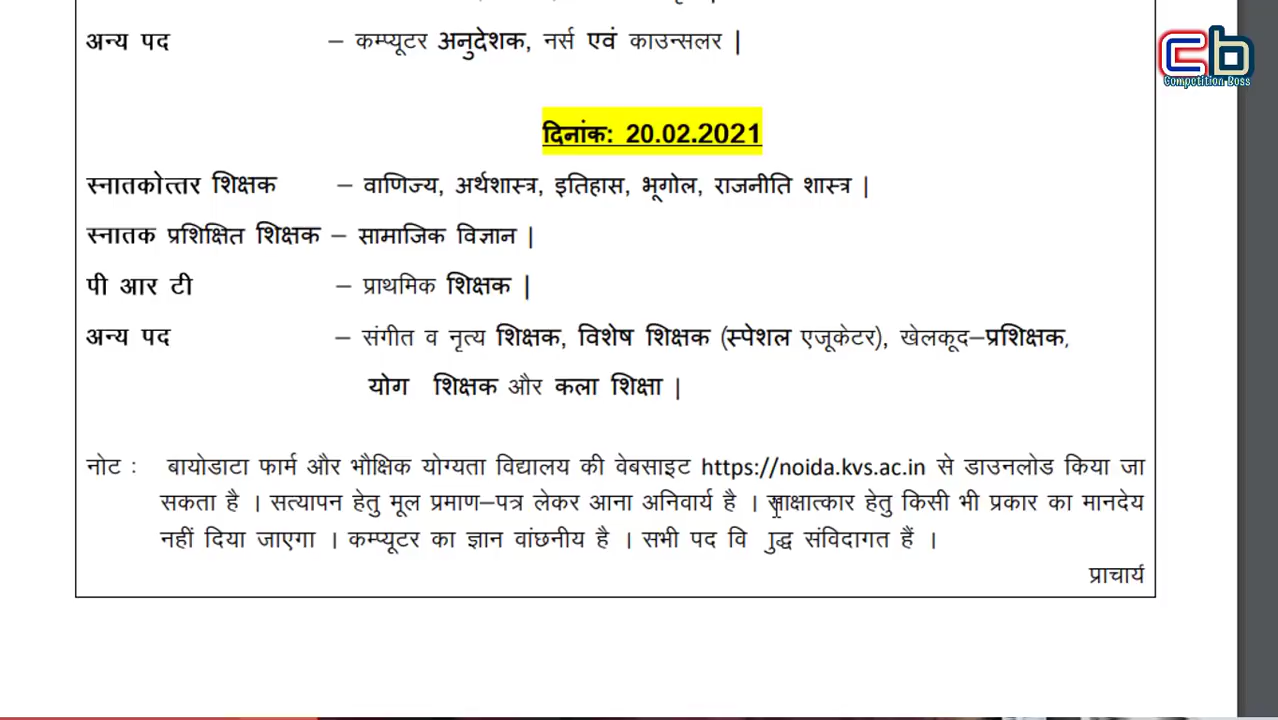 अन्य पद – कम्प्यूटर अनुदेशक, नर्स एवं काउन्सलर |
Cb
Competition Boss
दिनांक: 20.02.2021
स्नातकोत्तर शिक्षक – वाणिज्य, अर्थशास्त्र, इतिहास, भूगोल, राजनीति शास्त्र |
स्नातक प्रशिक्षित शिक्षक – सामाजिक विज्ञान |
पी आर टी – प्राथमिक शिक्षक |
अन्य पद – संगीत व नृत्य शिक्षक, विशेष शिक्षक (स्पेशल एजूकेटर), खेलकूद–प्रशिक्षक,
योग शिक्षक और कला शिक्षा |
नोट : बायोडाटा फार्म और भौक्षिक योग्यता विद्यालय की वेबसाइट https://noida.kvs.ac.in से डाउनलोड किया जा
सकता है । सत्यापन हेतु मूल प्रमाण–पत्र लेकर आना अनिवार्य है । साक्षात्कार हेतु किसी भी प्रकार का मानदेय
नहीं दिया जाएगा । कम्प्यूटर का ज्ञान वांछनीय है । सभी पद संविदागत हैं ।
प्राचार्य